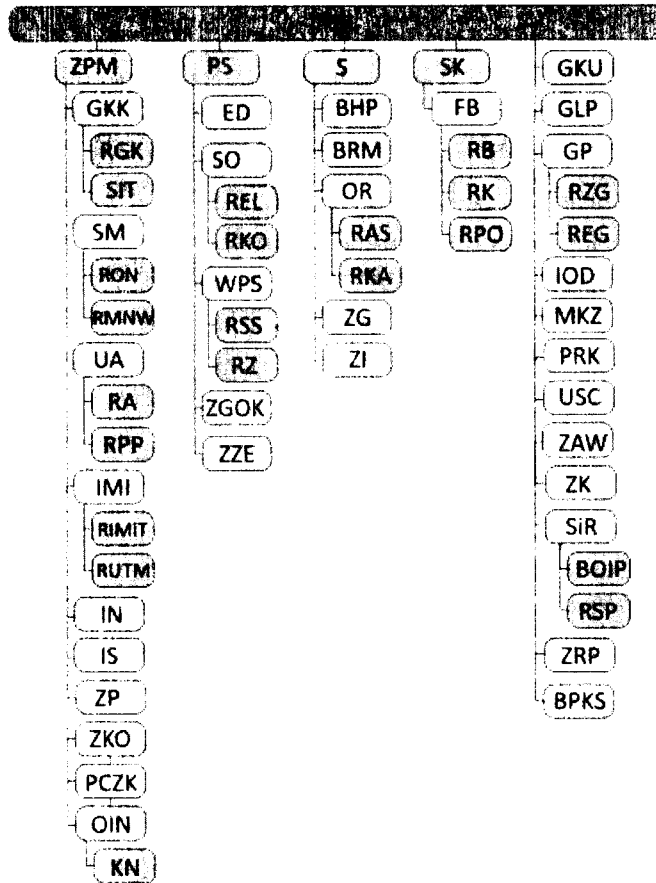 ZPM
GKK
RGK
SIT
SM
RON
RMNW
UA
RA
RPP
IMI
RIMIT
RUTM
IN
IS
ZP
ZKO
PCZK
OIN
KN
PS
ED
SO
REL
RKO
WPS
RSS
RZ
ZGOK
ZZE
S
BHP
BRM
OR
RAS
RKA
ZG
ZI
SK
FB
RB
RK
RPO
GKU
GLP
GP
RZG
REG
IOD
MKZ
PRK
USC
ZAW
ZK
SiR
BOIP
RSP
ZRP
BPKS